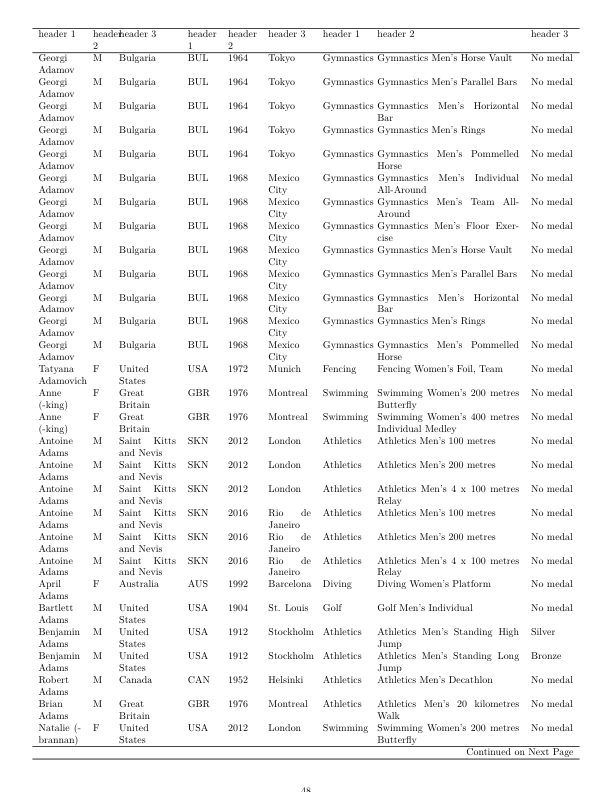 header 1 header header 3 header header header 3 header 1 header 2 header 3
2 1 2
Georgi M Bulgaria BUL 1964 Tokyo Gymnastics Gymnastics Men's Horse Vault No medal
Adamov
Georgi M Bulgaria BUL 1964 Tokyo Gymnastics Gymnastics Men's Parallel Bars No medal
Adamov
Georgi M Bulgaria BUL 1964 Tokyo Gymnastics Gymnastics Men's Horizontal No medal
Adamov Bar
Georgi M Bulgaria BUL 1964 Tokyo Gymnastics Gymnastics Men's Rings No medal
Adamov
Georgi M Bulgaria BUL 1964 Tokyo Gymnastics Gymnastics Men's Pommelled No medal
Adamov Horse
Georgi M Bulgaria BUL 1968 Mexico Gymnastics Gymnastics Men's Individual No medal
Adamov City All-Around
Georgi M Bulgaria BUL 1968 Mexico Gymnastics Gymnastics Men's Team All- No medal
Adamov City Around
Georgi M Bulgaria BUL 1968 Mexico Gymnastics Gymnastics Men's Floor Exer- No medal
Adamov City cise
Georgi M Bulgaria BUL 1968 Mexico Gymnastics Gymnastics Men's Horse Vault No medal
Adamov City
Georgi M Bulgaria BUL 1968 Mexico Gymnastics Gymnastics Men's Parallel Bars No medal
Adamov City
Georgi M Bulgaria BUL 1968 Mexico Gymnastics Gymnastics Men's Horizontal No medal
Adamov City Bar
Georgi M Bulgaria BUL 1968 Mexico Gymnastics Gymnastics Men's Rings No medal
Adamov City
Georgi M Bulgaria BUL 1968 Mexico Gymnastics Gymnastics Men's Pommelled No medal
Adamov City Horse
Tatyana F United USA 1972 Munich Fencing Fencing Women's Foil, Team No medal
Adamovich States
Anne F Great GBR 1976 Montreal Swimming Swimming Women's 200 metres No medal
(-king) Britain Butterfly
Anne F Great GBR 1976 Montreal Swimming Swimming Women's 400 metres No medal
(-king) Britain Individual Medley
Antoine M Saint Kitts SKN 2012 London Athletics Athletics Men's 100 metres No medal
Adams and Nevis
Antoine M Saint Kitts SKN 2012 London Athletics Athletics Men's 200 metres No medal
Adams and Nevis
Antoine M Saint Kitts SKN 2012 London Athletics Athletics Men's 4 x 100 metres No medal
Adams and Nevis Relay
Antoine M Saint Kitts SKN 2016 Rio de Athletics Athletics Men's 100 metres No medal
Adams and Nevis Janeiro
Antoine M Saint Kitts SKN 2016 Rio de Athletics Athletics Men's 200 metres No medal
Adams and Nevis Janeiro
Antoine M Saint Kitts SKN 2016 Rio de Athletics Athletics Men's 4 x 100 metres No medal
Adams and Nevis Janeiro Relay
April F Australia AUS 1992 Barcelona Diving Diving Women's Platform No medal
Adams
Bartlett M United USA 1904 St. Louis Golf Golf Men's Individual No medal
Adams States
Benjamin M United USA 1912 Stockholm Athletics Athletics Men's Standing High Silver
Adams States Jump
Benjamin M United USA 1912 Stockholm Athletics Athletics Men's Standing Long Bronze
Adams States Jump
Robert M Canada CAN 1952 Helsinki Athletics Athletics Men's Decathlon No medal
Adams
Brian M Great GBR 1976 Montreal Athletics Athletics Men's 20 kilometres No medal
Adams Britain Walk
Natalie (- F United USA 2012 London Swimming Swimming Women's 200 metres No medal
brannan) States Butterfly
Continued on Next Page
48